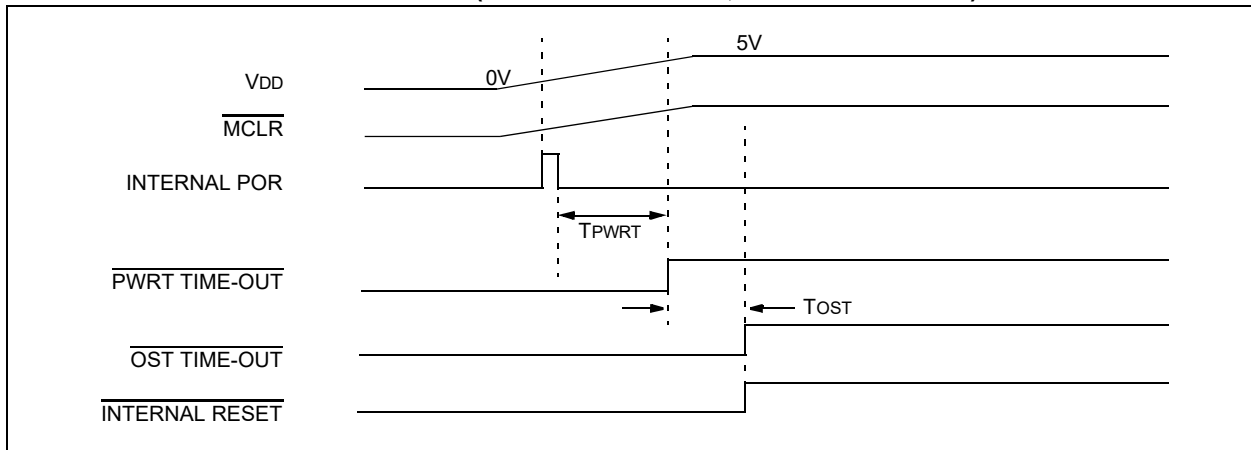 5V
0V
VDD
MCLR
INTERNAL POR
TPWRT
PWRT TIME-OUT
TOST
OST TIME-OUT
INTERNAL RESET